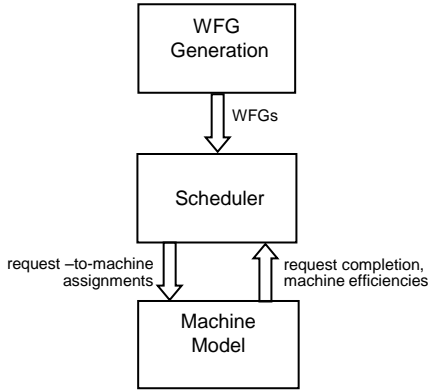 WFG
Generation
WFGs
Scheduler
request –to-machine
assignments
request completion,
machine efficiencies
Machine
Model